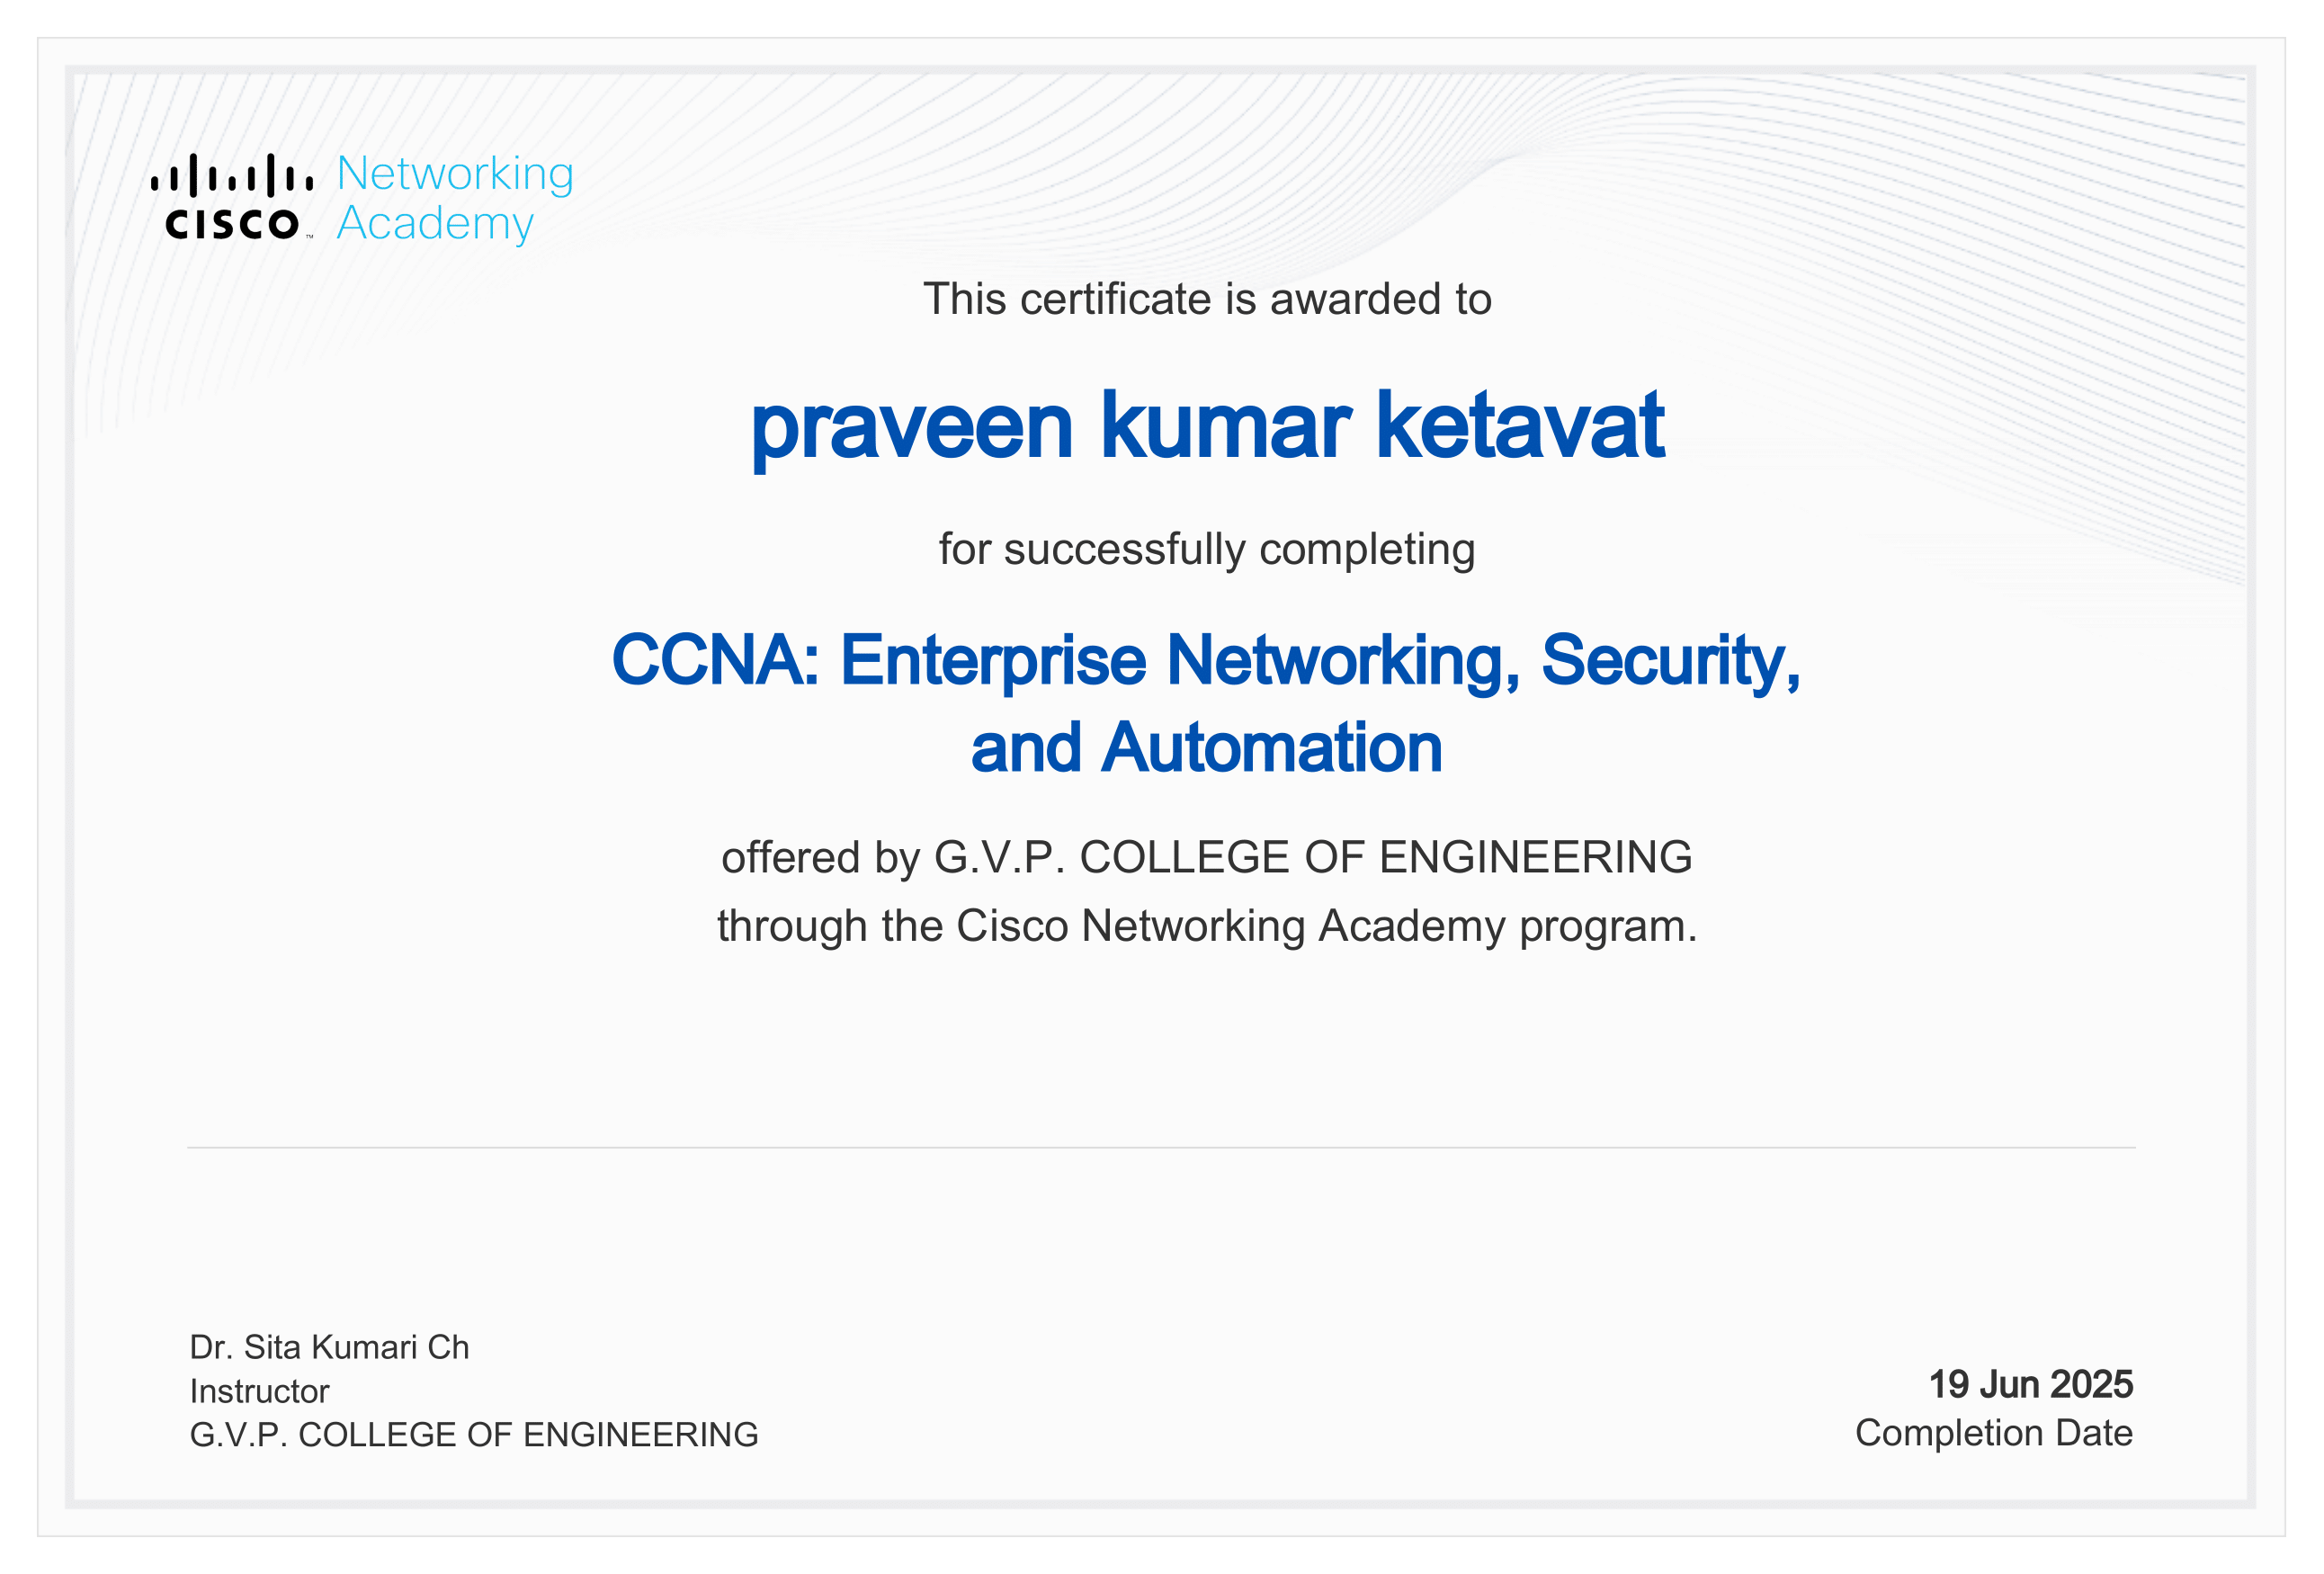 CISCO™
Networking
Academy
This certificate is awarded to
praveen kumar ketavat
for successfully completing
CCNA: Enterprise Networking, Security,
and Automation
offered by G.V.P. COLLEGE OF ENGINEERING
through the Cisco Networking Academy program.
Dr. Sita Kumari Ch
Instructor
G.V.P. COLLEGE OF ENGINEERING
19 Jun 2025
Completion Date